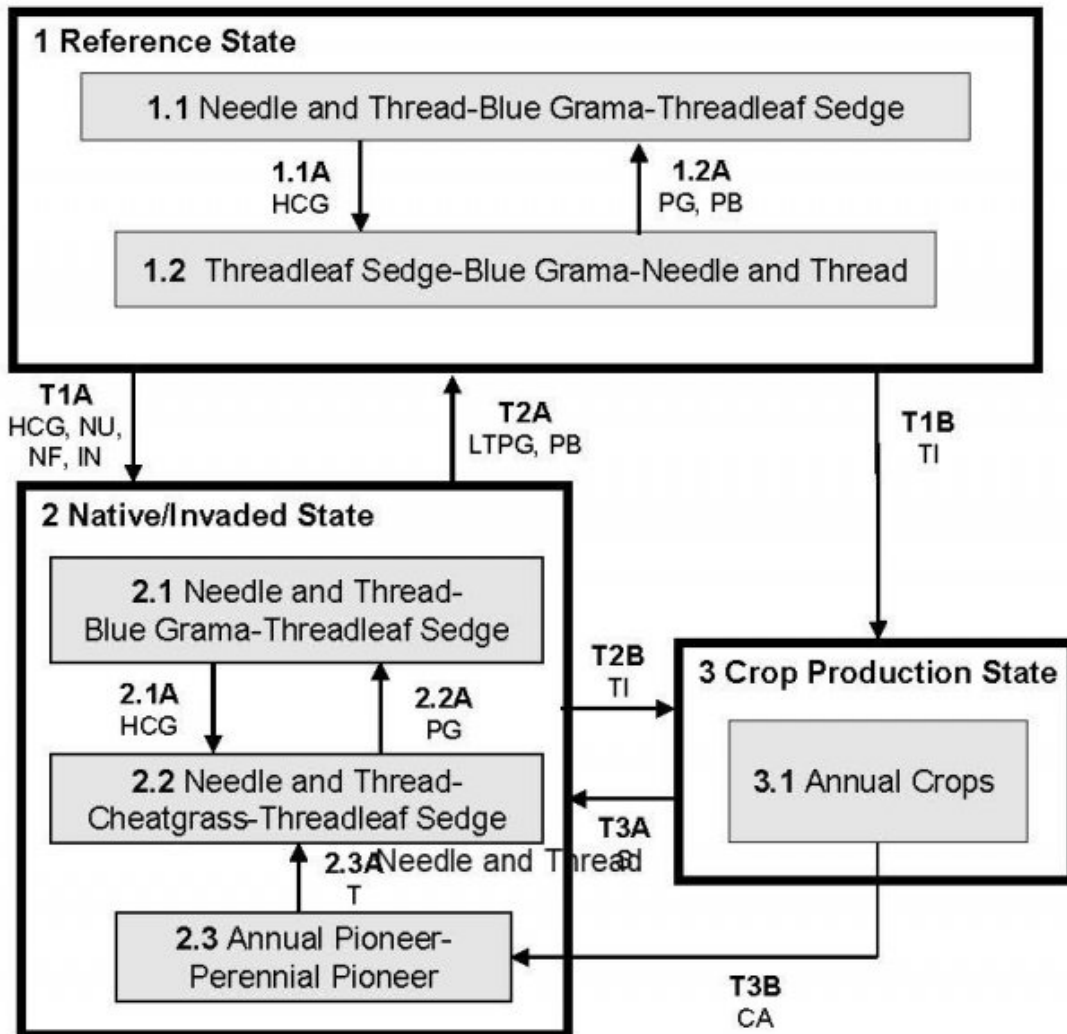 1 Reference State
1.1 Needle and Thread-Blue Grama-Threadleaf Sedge
1.1A
HCG
1.2A
PG, PB
1.2 Threadleaf Sedge-Blue Grama-Needle and Thread
T1A
HCG, NU,
NF, IN
T2A
LTPG, PB
T1B
TI
2 Native/Invaded State
2.1 Needle and Thread-
Blue Grama-Threadleaf Sedge
2.1A
HCG
2.2A
PG
2.2 Needle and Thread-
Cheatgrass-Threadleaf Sedge
2.3A
T
Needle and Thread
2.3 Annual Pioneer-
Perennial Pioneer
T2B
TI
3 Crop Production State
3.1 Annual Crops
T3A
S
T3B
CA